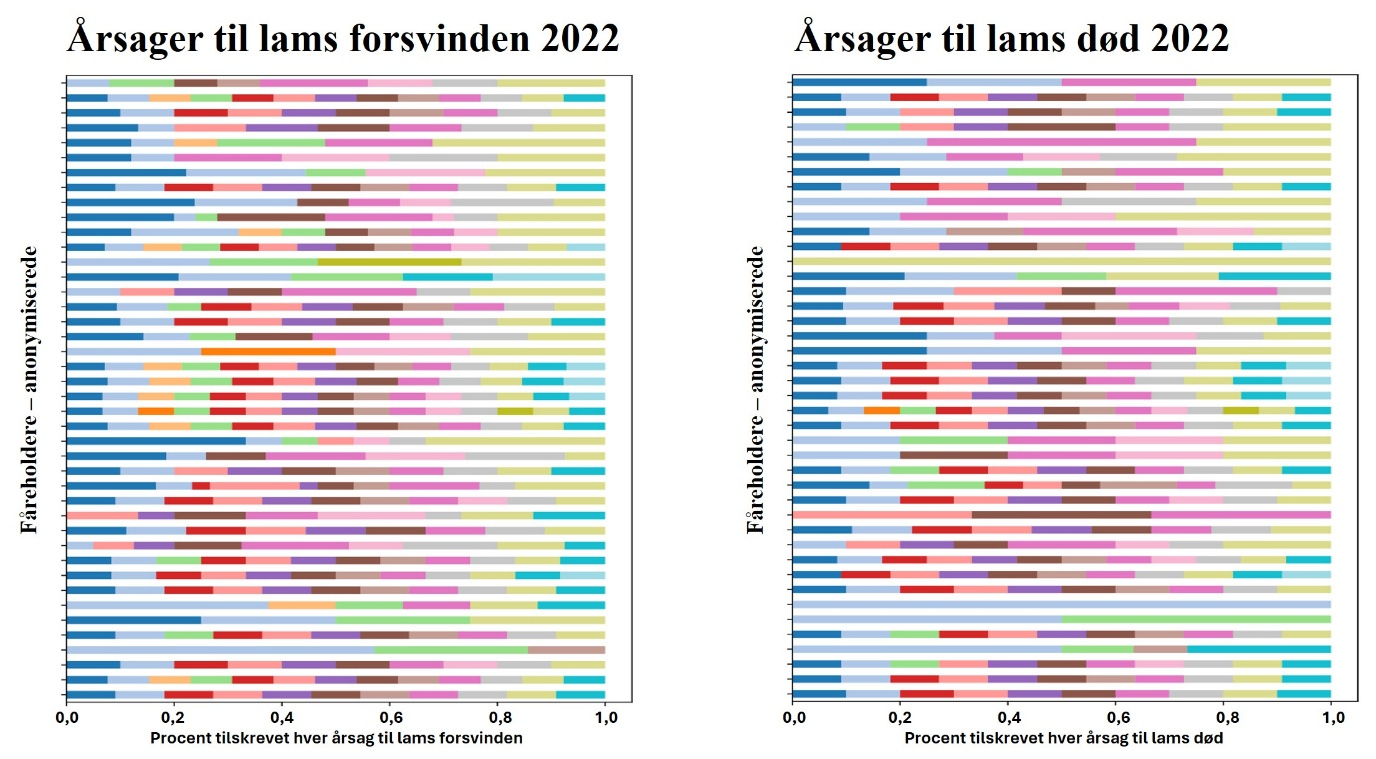 Årsager til lams forsvinden 2022
Fåreholdere – anonymiserede
0,0 0,2 0,4 0,6 0,8 1,0
Procent tilskrevet hver årsag til lams forsvinden
Årsager til lams død 2022
Fåreholdere – anonymiserede
0,0 0,2 0,4 0,6 0,8 1,0
Procent tilskrevet hver årsag til lams død